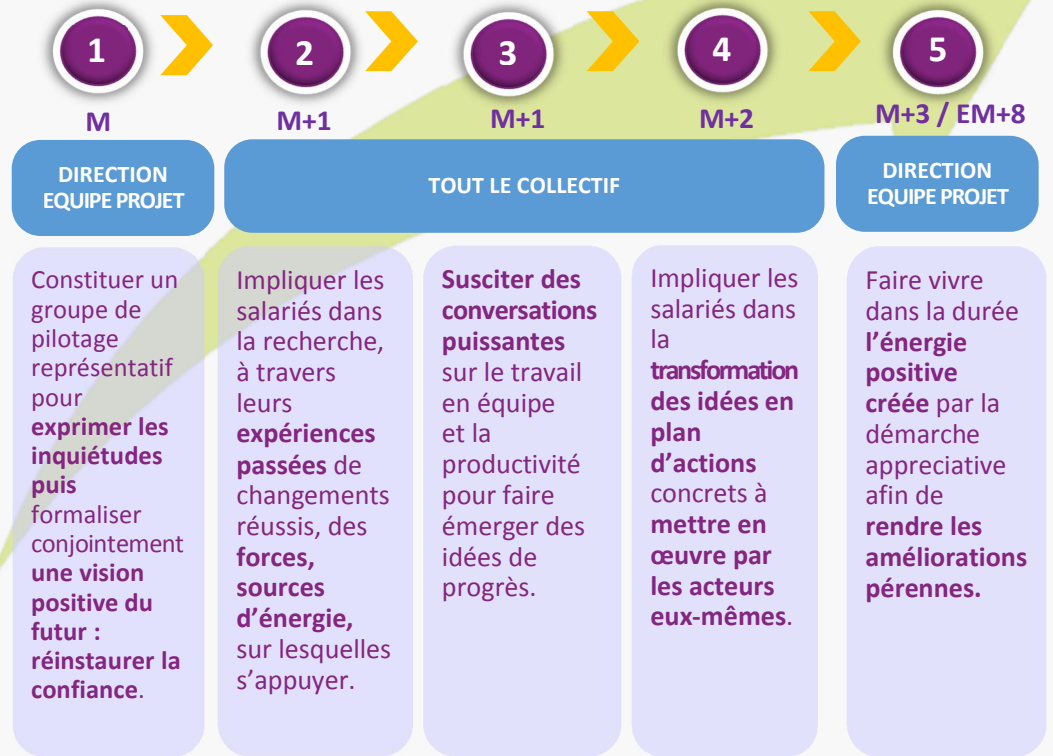 1
2
3
4
5
M
M+1
M+1
M+2
M+3 / EM+8
DIRECTION
EQUIPE PROJET
TOUT LE COLLECTIF
DIRECTION
EQUIPE PROJET
Constituer un
groupe de
pilotage
représentatif
pour
exprimer les
inquiétudes
puis
formaliser
conjointement
une vision
positive du
futur :
réinstaurer la
confiance.
Impliquer les
salariés dans
la recherche,
à travers
leurs
expériences
passées de
changements
réussis, des
forces,
sources
d’énergie,
sur lesquelles
s’appuyer.
Susciter des
conversations
puissantes
sur le travail
en équipe
et la
productivité
pour faire
émerger des
idées de
progrès.
Impliquer les
salariés dans
la
transformation
des idées en
plan
d’actions
concrets à
mettre en
œuvre par
les acteurs
eux-mêmes.
Faire vivre
dans la durée
l’énergie
positive
créée par la
démarche
appreciative
afin de
rendre les
améliorations
pérennes.